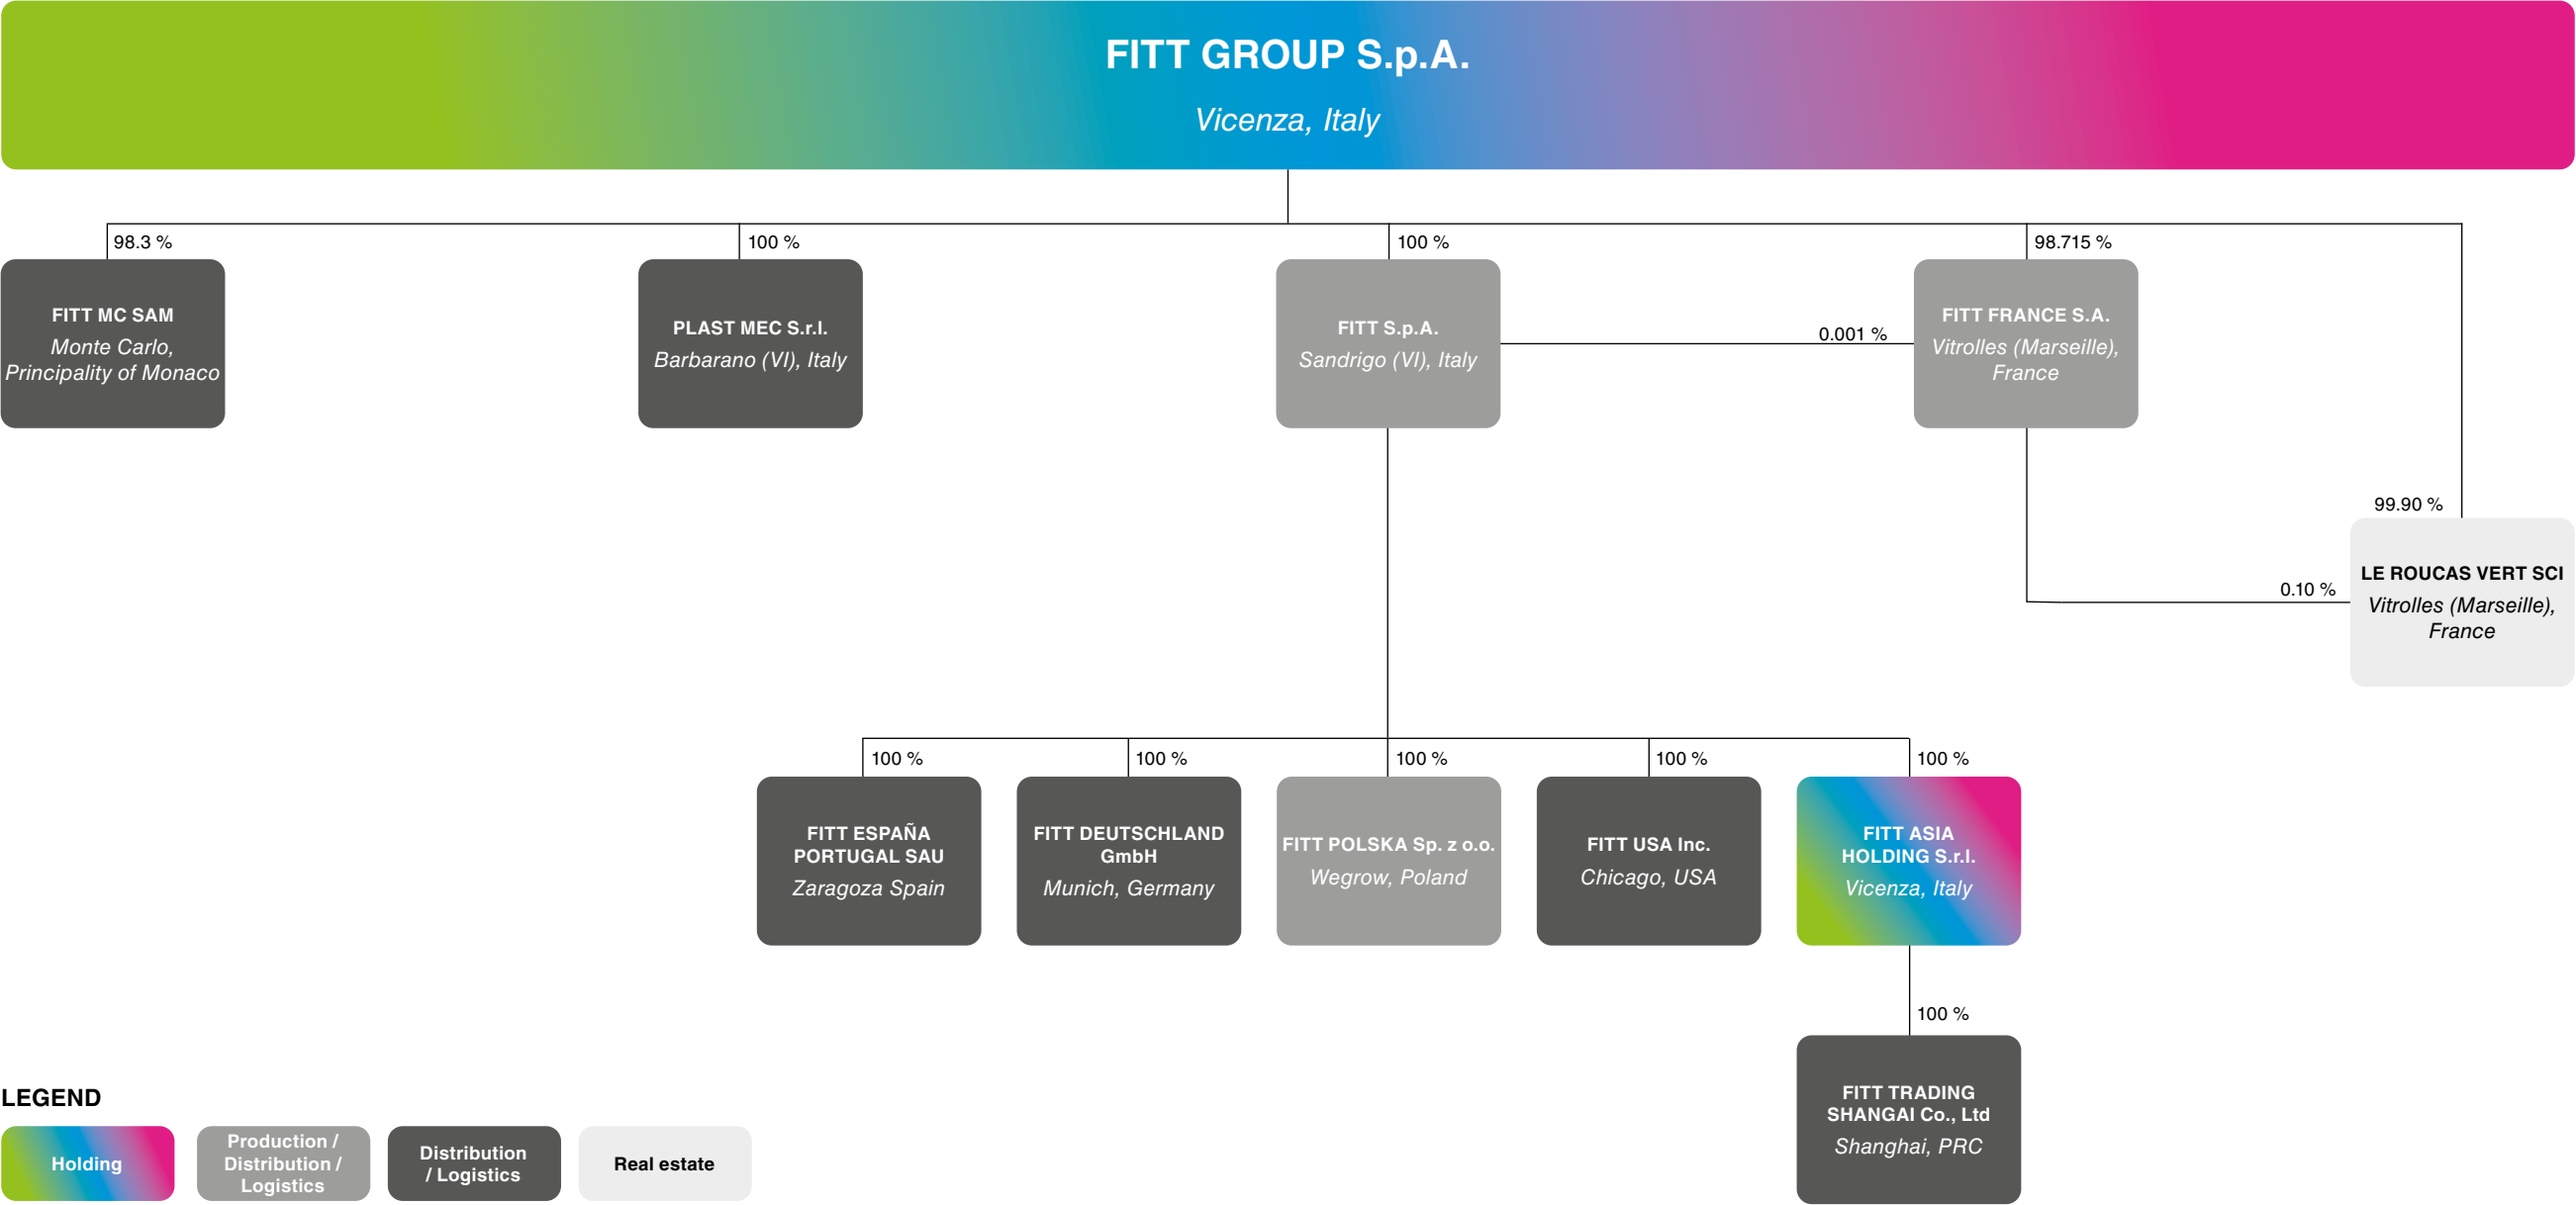 FITT GROUP S.p.A.
Vicenza, Italy
98.3 %
100 %
100 %
98.715 %
FITT MC SAM
Monte Carlo,
Principality of Monaco
PLAST MEC S.r.l.
Barbarano (VI), Italy
FITT S.p.A.
Sandrigo (VI), Italy
0.001 %
FITT FRANCE S.A.
Vitrolles (Marseille),
France
99.90 %
0.10 %
LE ROUCAS VERT SCI
Vitrolles (Marseille),
France
100 %
100 %
100 %
100 %
100 %
FITT ESPAÑA
PORTUGAL SAU
Zaragoza Spain
FITT DEUTSCHLAND
GmbH
Munich, Germany
FITT POLSKA Sp. z o.o.
Wegrow, Poland
FITT USA Inc.
Chicago, USA
FITT ASIA
HOLDING S.r.l.
Vicenza, Italy
100 %
FITT TRADING
SHANGAI Co., Ltd
Shanghai, PRC
LEGEND
Holding
Production /
Distribution /
Logistics
Distribution
/ Logistics
Real estate